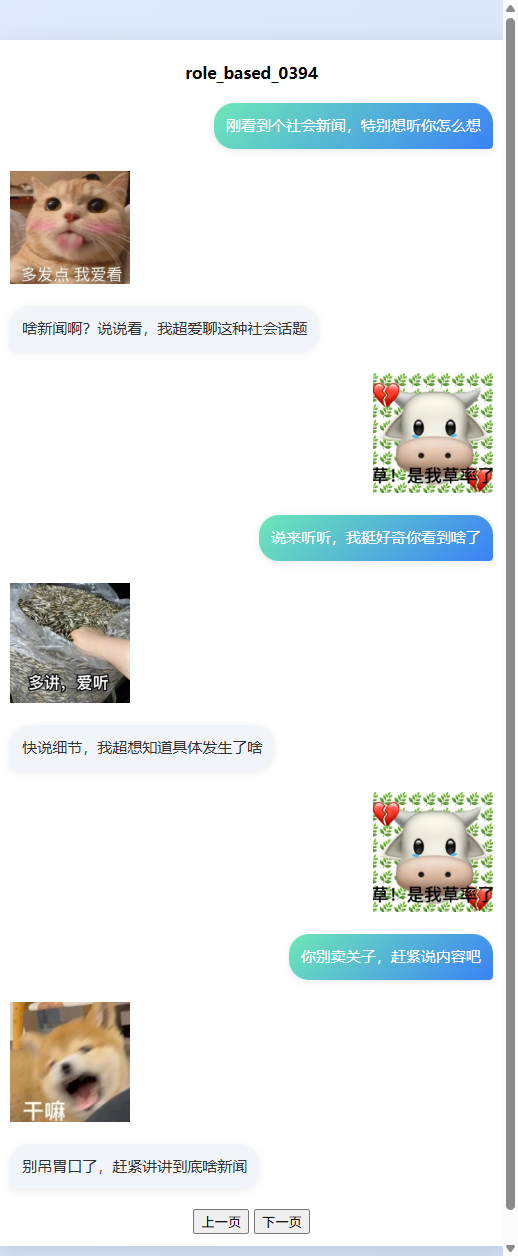 role_based_0394
刚看到个社会新闻，特别想听你怎么想
多发点 我爱看
啥新闻啊？说说看，我超爱聊这种社会话题
草！是我草率了
说来听听，我挺好奇你看到啥了
多讲，爱听
快说细节，我超想知道具体发生了啥
草！是我草率了
你别卖关子，赶紧说内容吧
干嘛
别吊胃口了，赶紧讲讲到底啥新闻
上一页 下一页